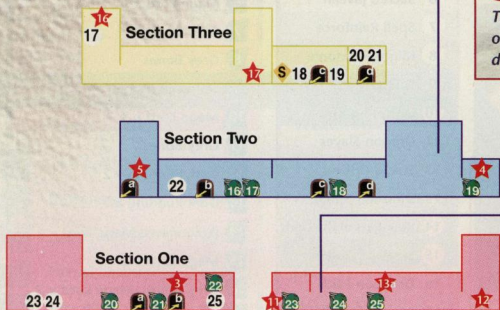 16
17
Section Three
T
o
d
20 21
17
S 18 c 19 d
Section Two
5
4
a 22 b 16 17 c 18 d 19
Section One
3
22
13a
23 24 20 a 21 b 25 11 23 24 25 12